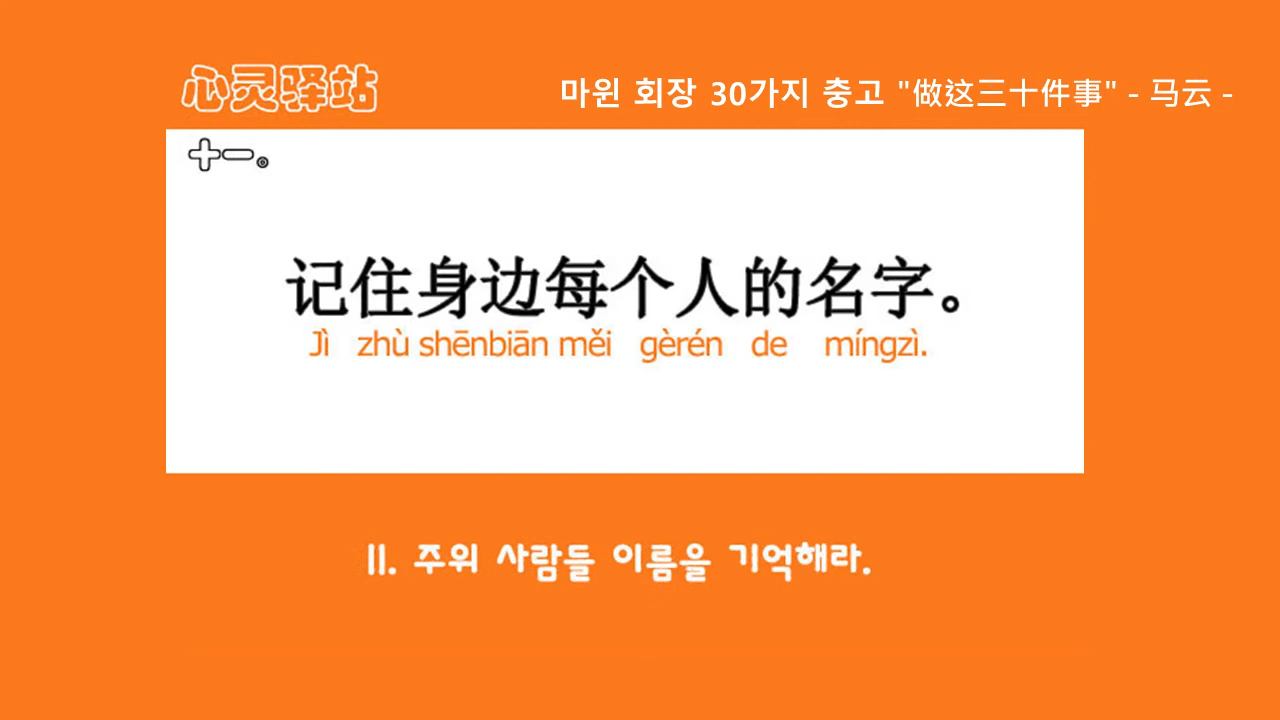 心灵驿站
마윈 회장 30가지 충고 "做这三十件事" - 马云 -
十一。
记住身边每个人的名字。
Jì zhù shēnbiān měi gèrén de míngzì.
11. 주위 사람들 이름을 기억해라.